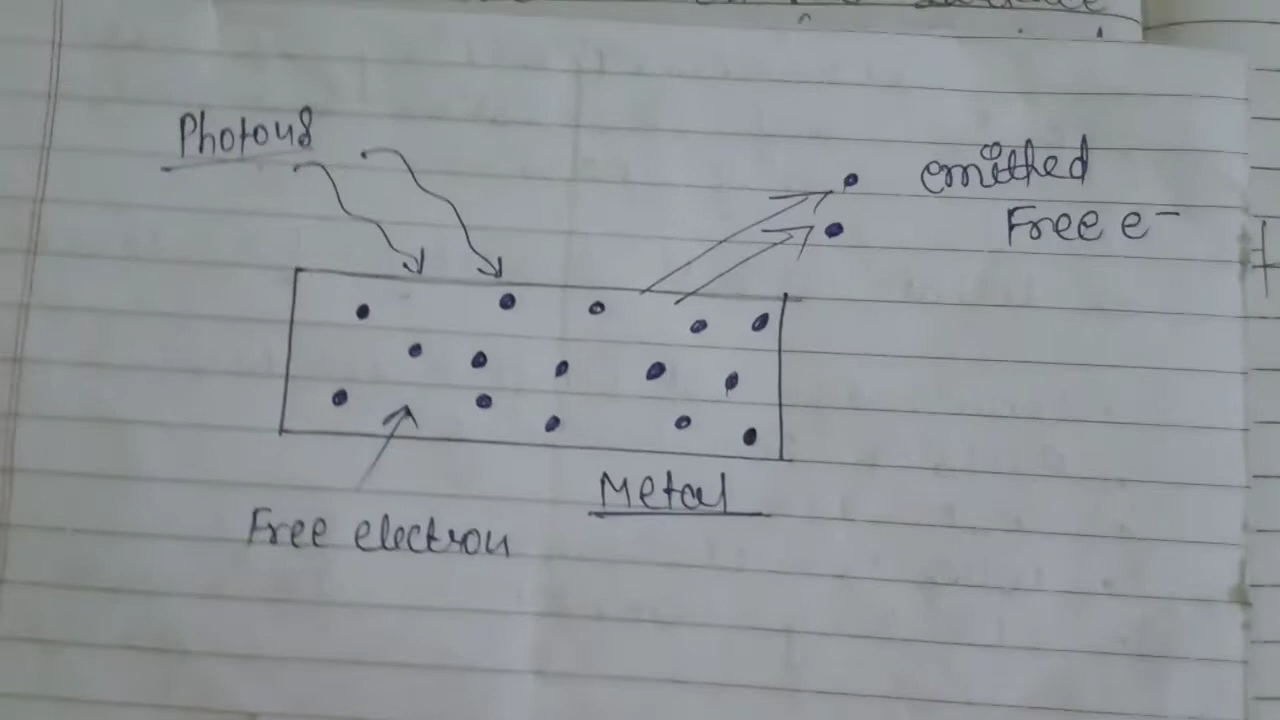 Photons
emitted
Free e⁻
Metal
Free electron